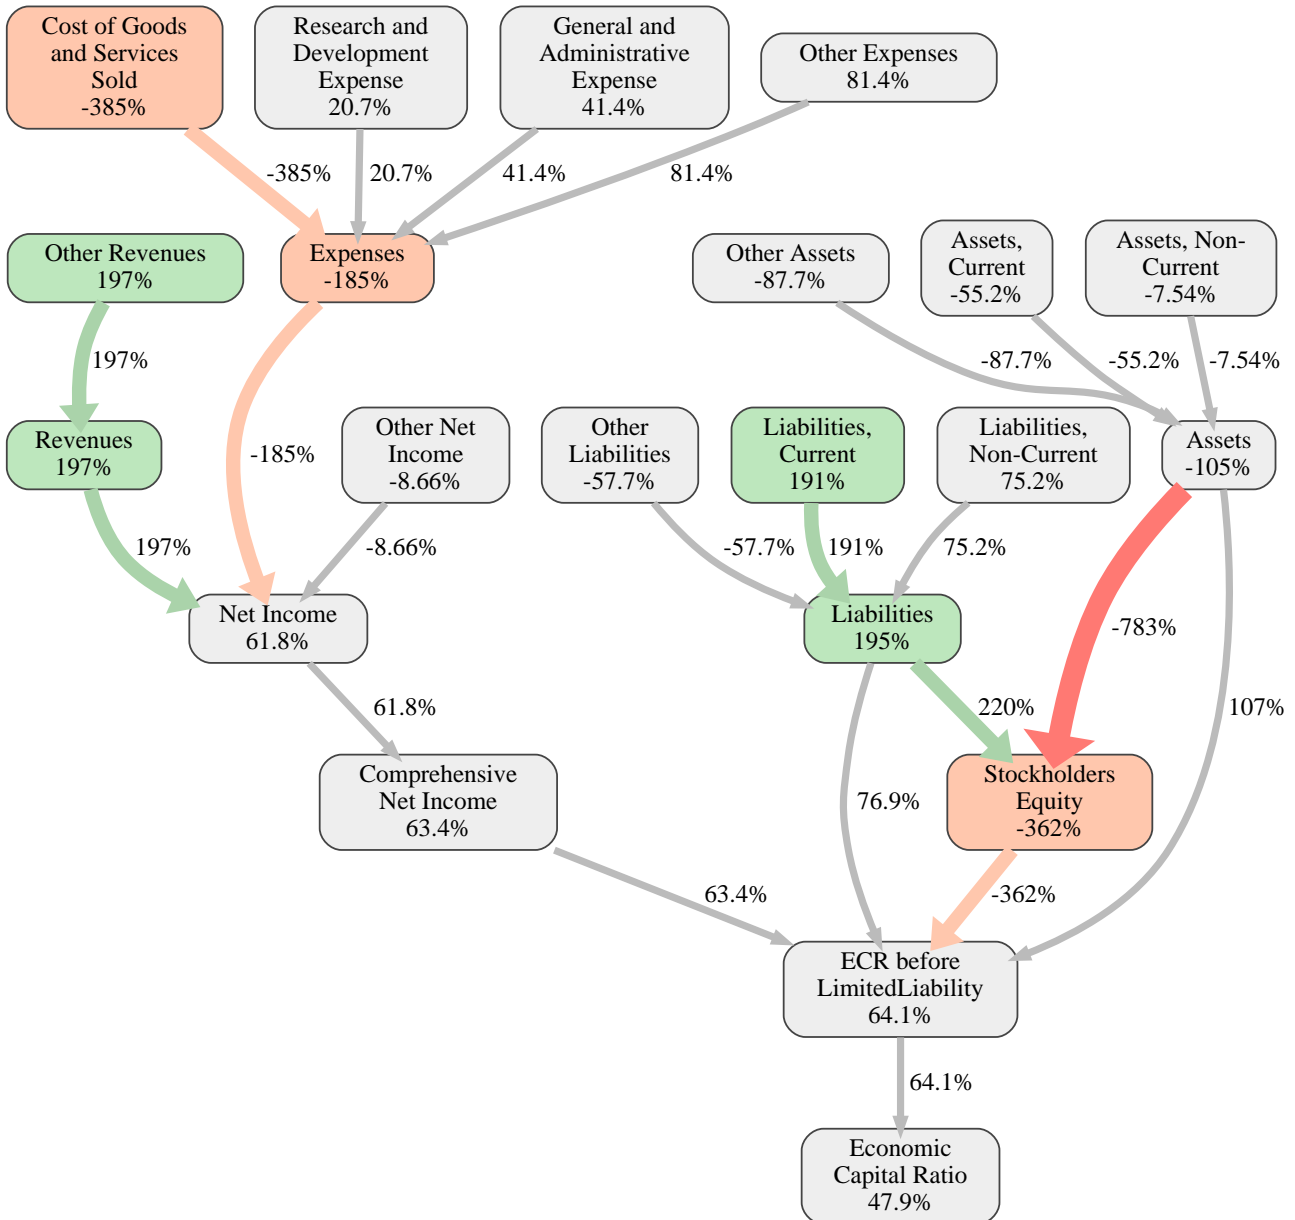 Cost of Goods
and Services
Sold
-385%
Research and
Development
Expense
20.7%
General and
Administrative
Expense
41.4%
Other Expenses
81.4%
-385%
20.7%
41.4%
81.4%
Other Revenues
197%
Expenses
-185%
Other Assets
-87.7%
Assets,
Current
-55.2%
Assets, Non-
Current
-7.54%
197%
-87.7%
-55.2%
-7.54%
Revenues
197%
-185%
Other Net
Income
-8.66%
Other
Liabilities
-57.7%
Liabilities,
Current
191%
Liabilities,
Non-Current
75.2%
Assets
-105%
197%
-8.66%
-57.7%
191%
75.2%
Net Income
61.8%
Liabilities
195%
-783%
61.8%
220%
107%
Comprehensive
Net Income
63.4%
76.9%
Stockholders
Equity
-362%
63.4%
-362%
ECR before
LimitedLiability
64.1%
64.1%
Economic
Capital Ratio
47.9%